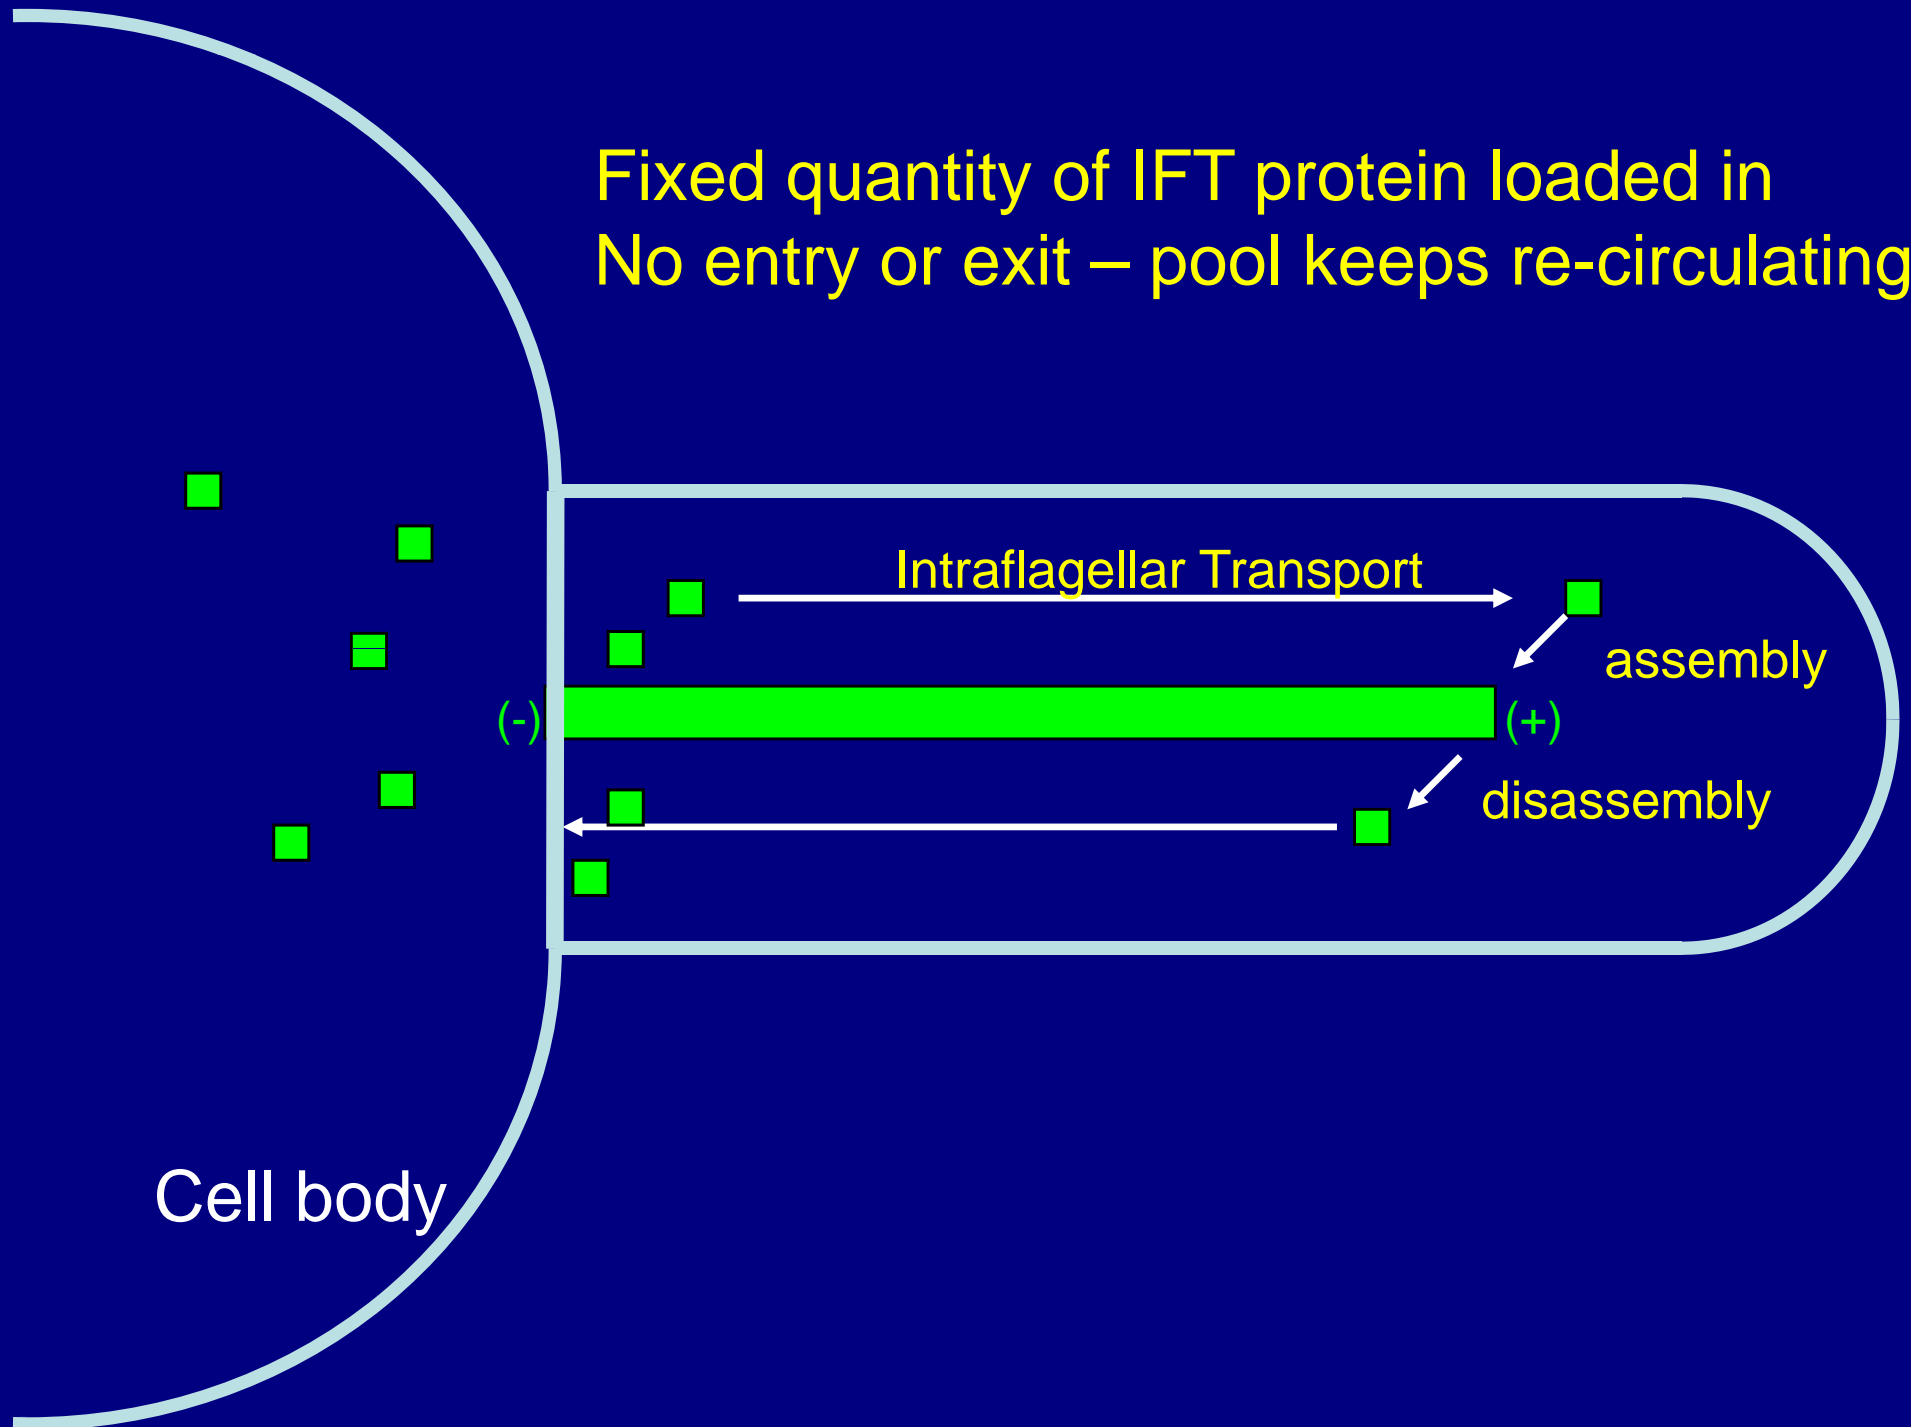 Fixed quantity of IFT protein loaded in
No entry or exit – pool keeps re-circulating
Intraflagellar Transport
assembly
(-)
(+)
disassembly
Cell body